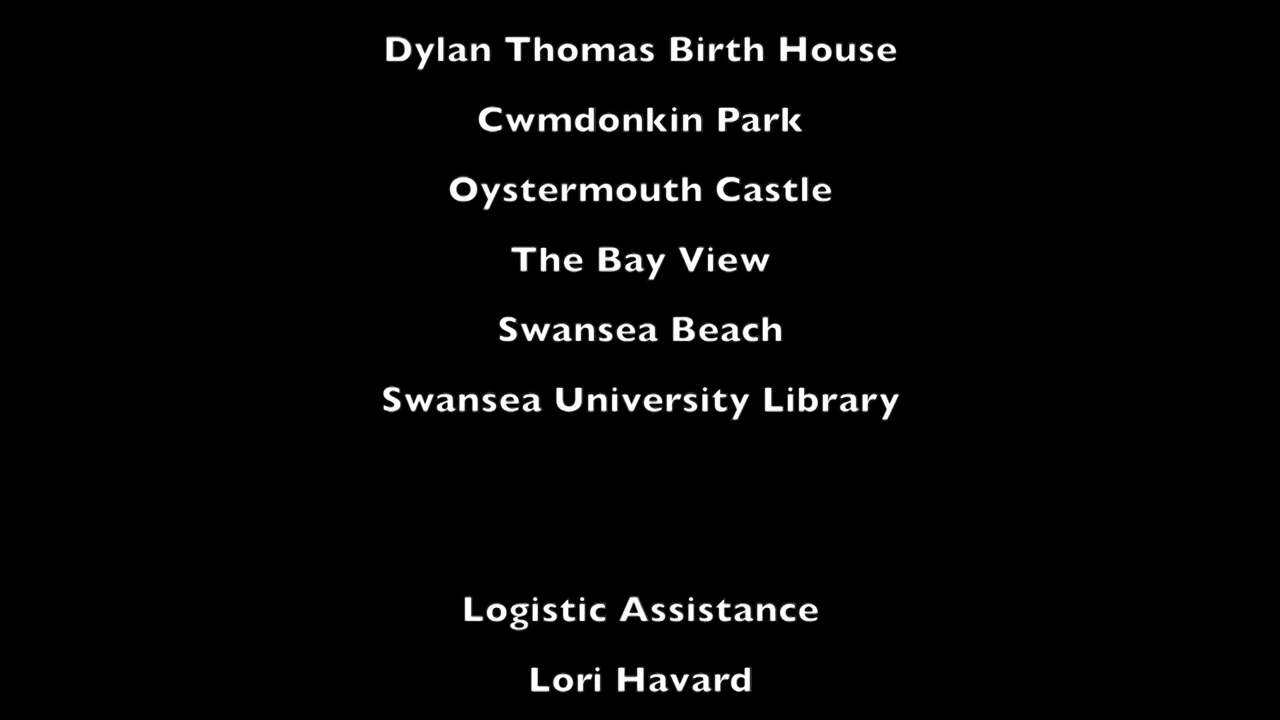 Dylan Thomas Birth House
Cwmdonkin Park
Oystermouth Castle
The Bay View
Swansea Beach
Swansea University Library
Logistic Assistance
Lori Havard